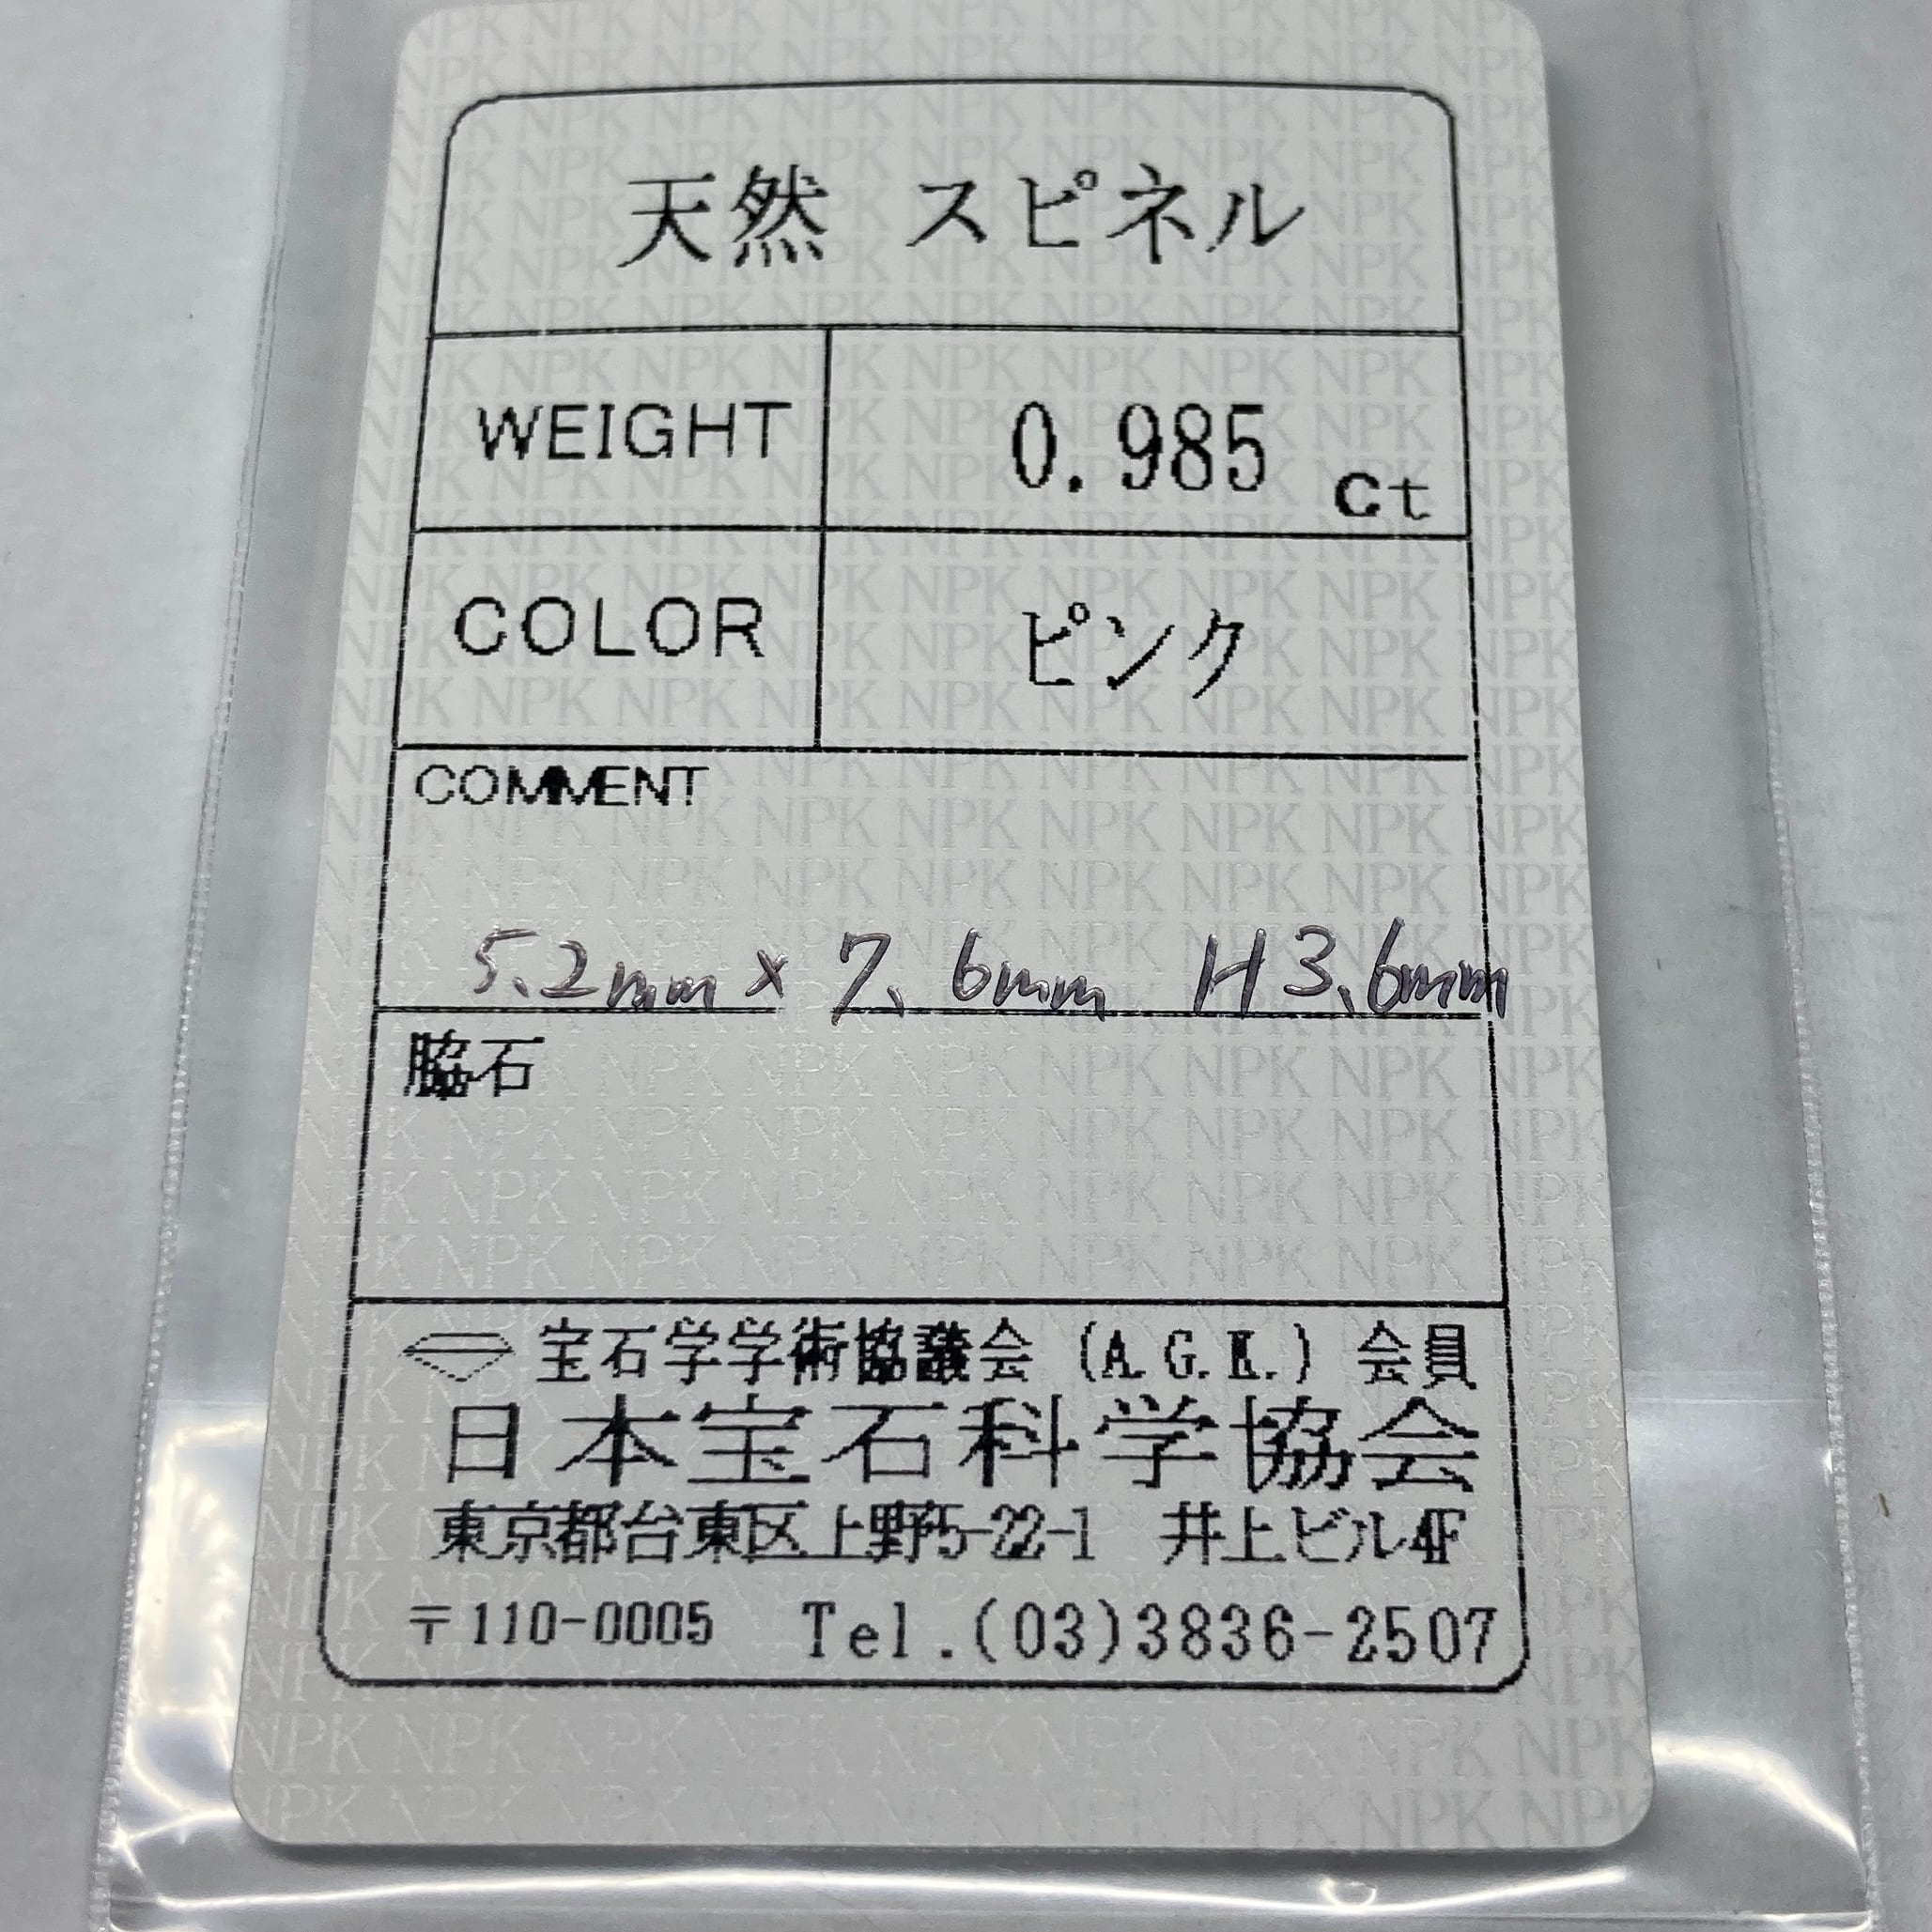 天然 スピネル
WEIGHT 0.985 ct
COLOR ピンク
COMMENT
5.2mm x 7.6mm H3.6mm
脇石
宝石学学術協議会 (A.G.K.) 会員
日本宝石科学協会
東京都台東区上野5-22-1 井上ビル4F
〒110-0005 Tel.(03)3836-2507